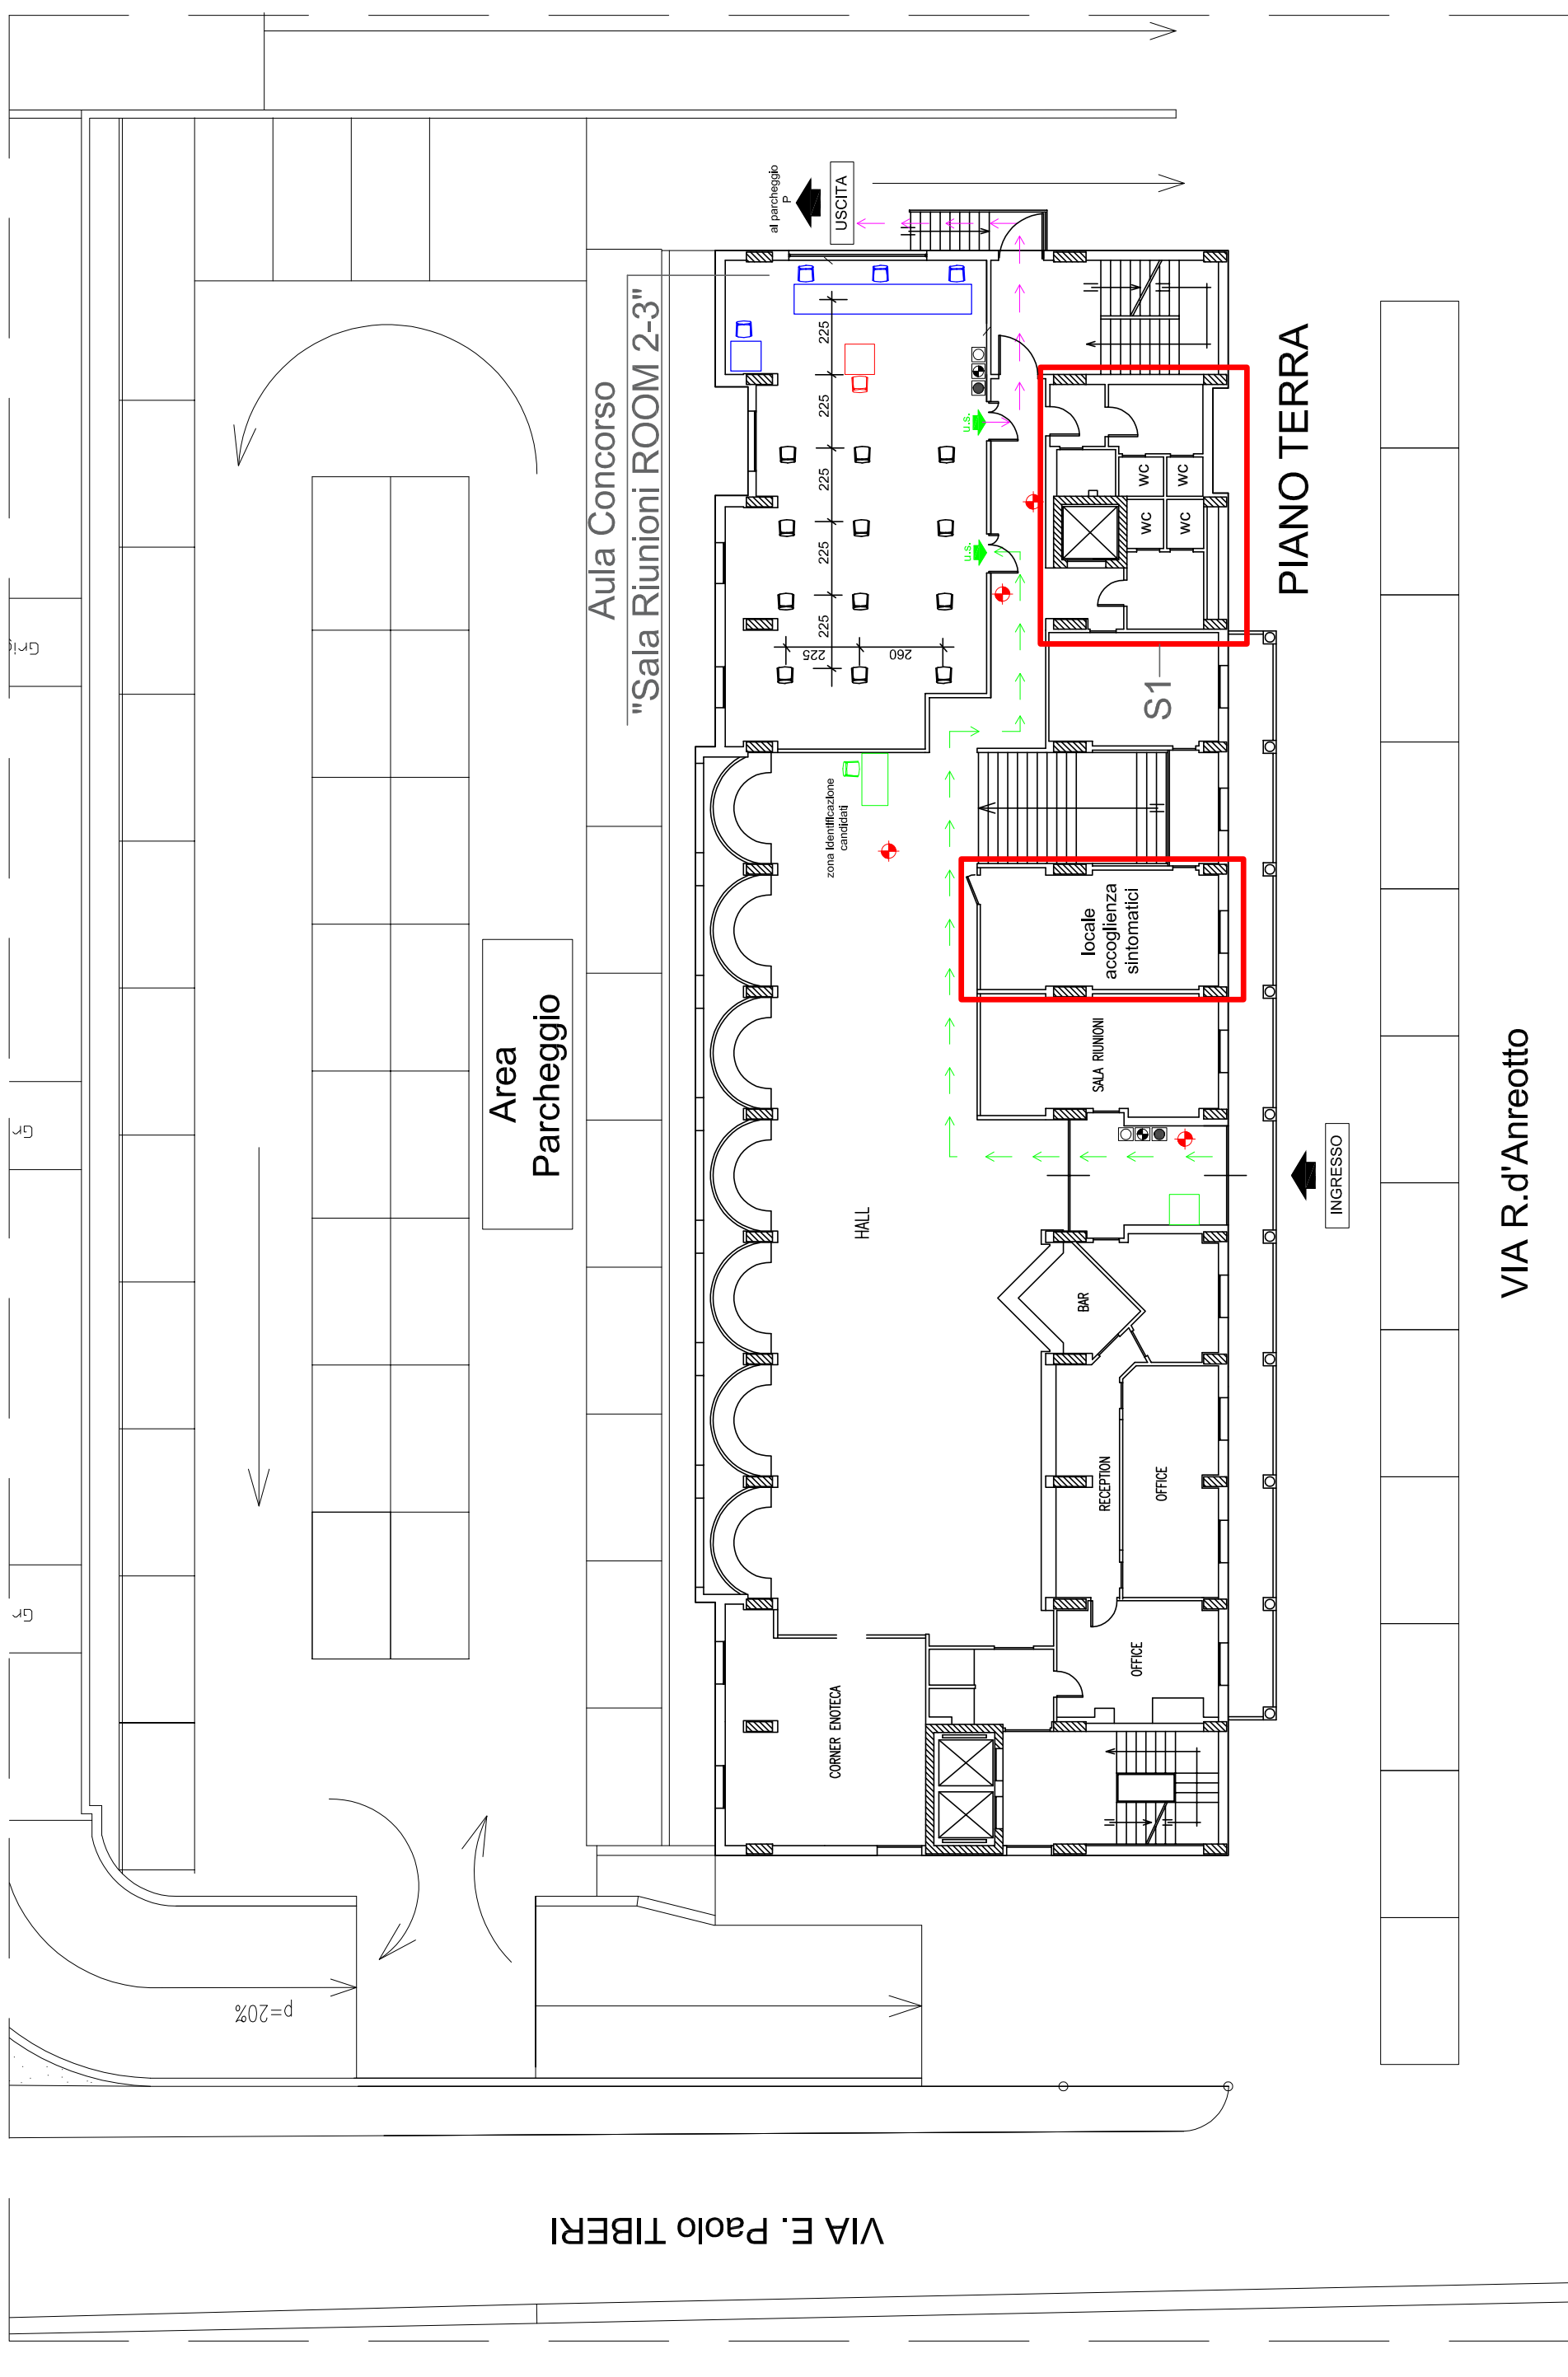 al parcheggio
P
USCITA
Aula Concorso
"Sala Riunioni ROOM 2-3"
225
225
225
225
225
225
260
u.s.
u.s.
WC
WC
WC
WC
PIANO TERRA
S1
zona identificazione
candidati
locale
accoglienza
sintomatici
SALA RIUNIONI
Area
Parcheggio
HALL
INGRESSO
BAR
RECEPTION
OFFICE
OFFICE
CORNER ENOTECA
VIA R.d'Anreotto
Gr
Gr
p=20%
VIA E. Paolo TIBERI